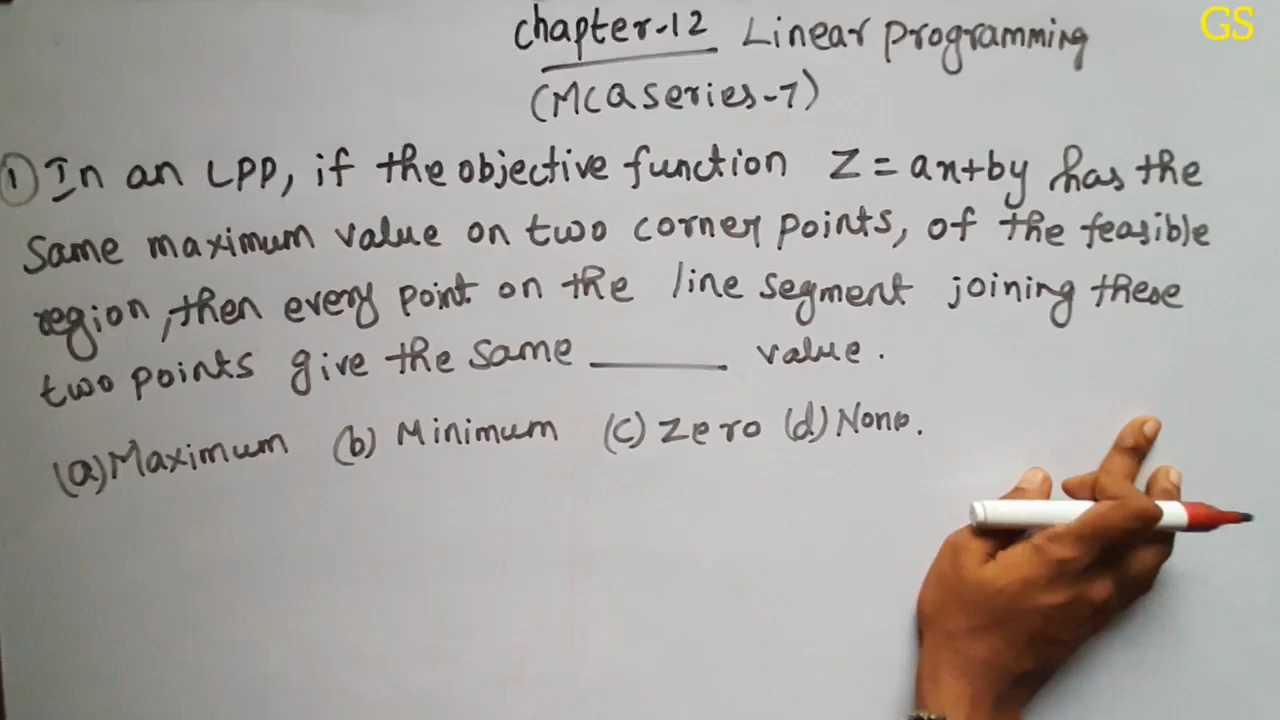 GS
chapter-12 Linear programming
(MCQ series-7)
① In an LPP, if the objective function Z = ax+by has the
same maximum value on two corner points, of the feasible
region, then every point on the line segment joining these
two points give the same ______ value.
(a) Maximum (b) Minimum (c) Zero (d) None.